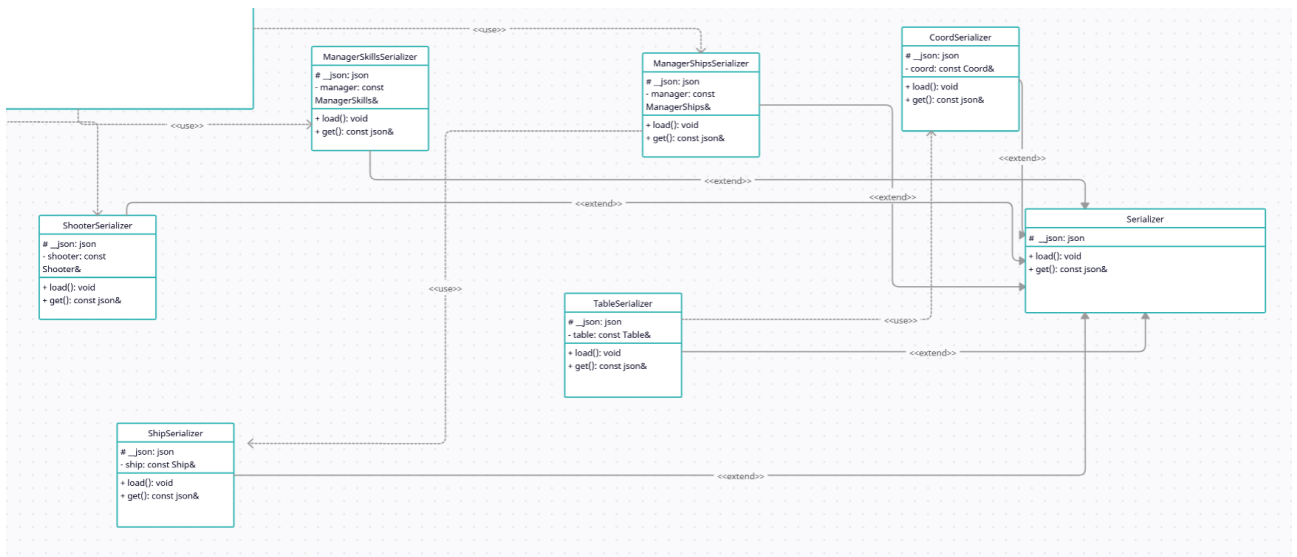 <<use>>
CoordSerializer
# __json: json
- coord: const Coord&
+ load(): void
+ get(): const json&
ManagerSkillsSerializer
# __json: json
- manager: const
ManagerSkills&
+ load(): void
+ get(): const json&
ManagerShipsSerializer
# __json: json
- manager: const
ManagerShips&
+ load(): void
+ get(): const json&
<<use>>
<<extend>>
<<extend>>
<<extend>>
<<extend>>
ShooterSerializer
# __json: json
- shooter: const
Shooter&
+ load(): void
+ get(): const json&
Serializer
# __json: json
+ load(): void
+ get(): const json&
<<use>>
TableSerializer
# __json: json
- table: const Table&
+ load(): void
+ get(): const json&
<<use>>
<<extend>>
ShipSerializer
# __json: json
- ship: const Ship&
+ load(): void
+ get(): const json&
<<extend>>